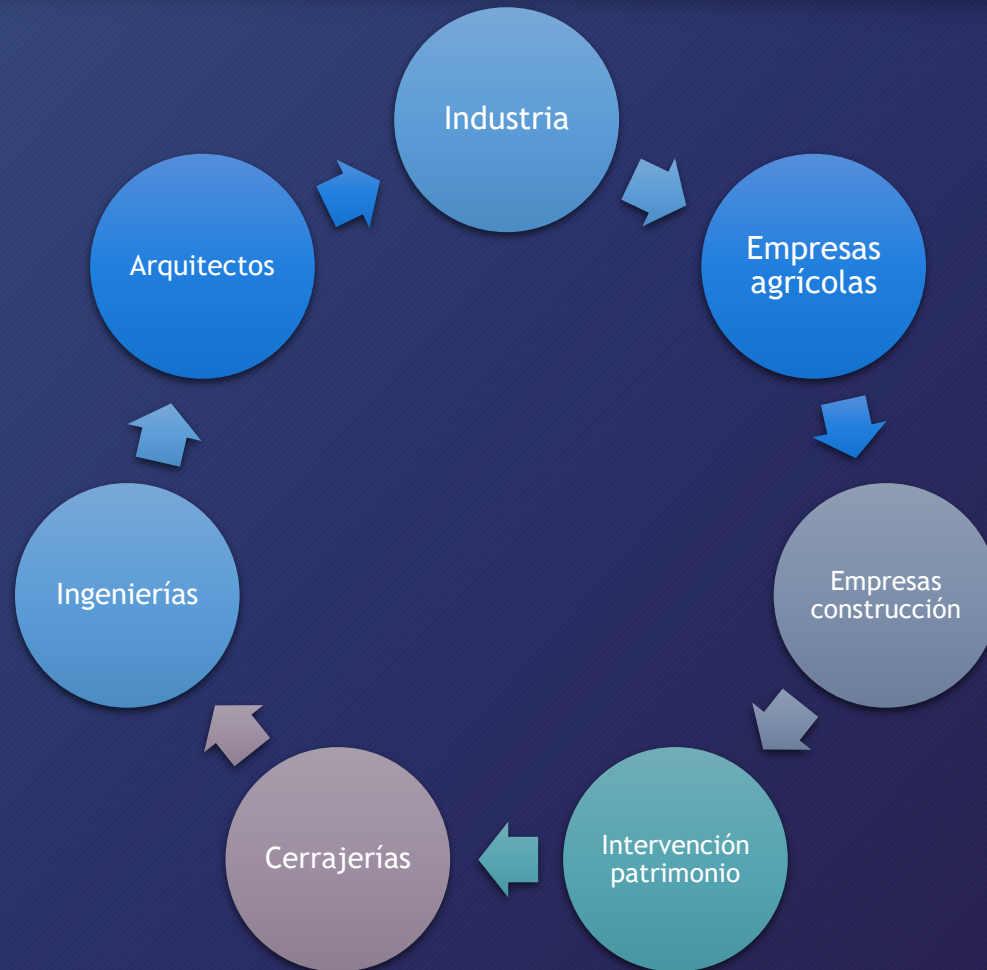 Industria
Empresas
agrícolas
Empresas
construcción
Intervención
patrimonio
Cerrajerías
Ingenierías
Arquitectos